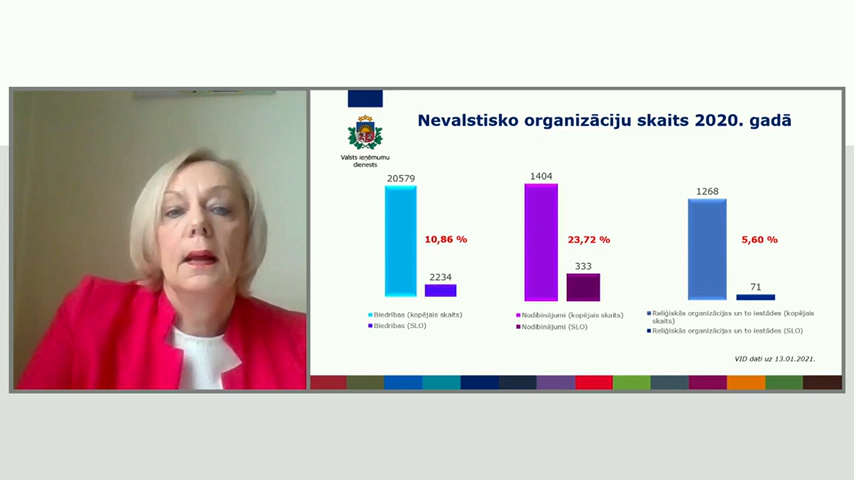 Nevalstisko organizāciju skaits 2020. gadā
Valsts ieņēmumu
dienests
20579
10,86 %
2234
Biedrības (kopējais skaits)
Biedrības (SLO)
1404
23,72 %
333
Nodibinājumi (kopējais skaits)
Nodibinājumi (SLO)
1268
5,60 %
71
Reliģiskās organizācijas un to iestādes (kopējais
skaits)
Reliģiskās organizācijas un to iestādes (SLO)
VID dati uz 13.01.2021.